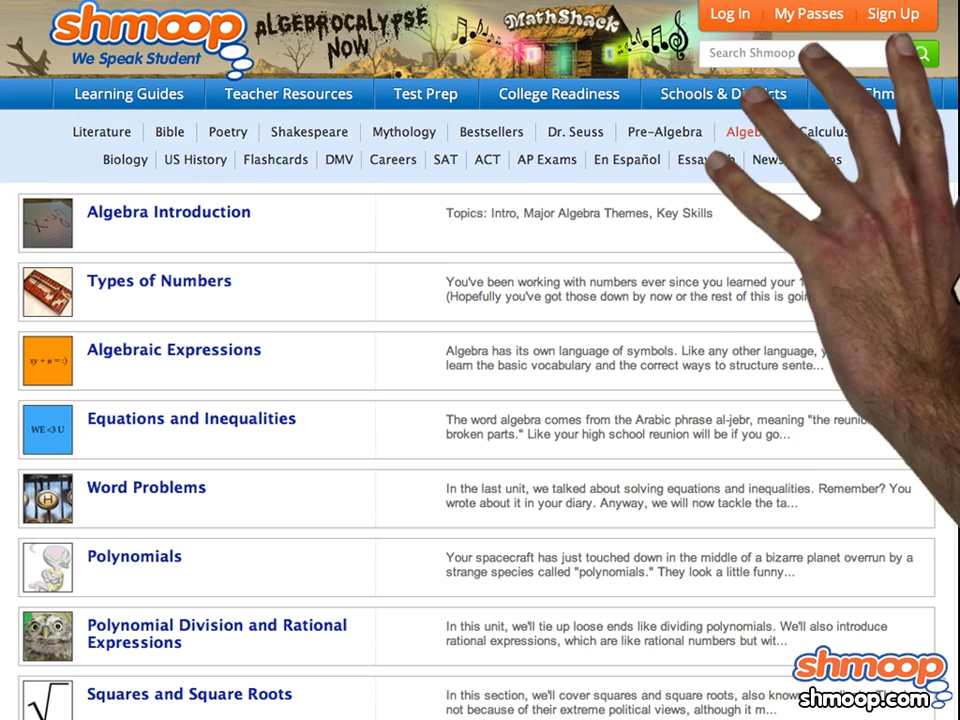 shmoop
We Speak Student
ALGEBROCALYPSE
NOW
MathShack
Log In
My Passes
Sign Up
Search Shmoop
Learning Guides
Teacher Resources
Test Prep
College Readiness
Schools & Districts
Literature
Bible
Poetry
Shakespeare
Mythology
Bestsellers
Dr. Seuss
Pre-Algebra
Calculus
Biology
US History
Flashcards
DMV
Careers
SAT
ACT
AP Exams
En Español
Algebra Introduction
Topics: Intro, Major Algebra Themes, Key Skills
Types of Numbers
You've been working with numbers ever since you learned your
(Hopefully you've got those down by now or the rest of this is
xy + u = :)
Algebraic Expressions
Algebra has its own language of symbols. Like any other language,
learn the basic vocabulary and the correct ways to structure sente...
WE <3 U
Equations and Inequalities
The word algebra comes from the Arabic phrase al-jebr, meaning "the
broken parts." Like your high school reunion will be if you go...
H
Word Problems
In the last unit, we talked about solving equations and inequalities. Remember? You
wrote about it in your diary. Anyway, we will now tackle the ta...
Polynomials
Your spacecraft has just touched down in the middle of a bizarre planet overrun by a
strange species called "polynomials." They look a little funny...
Polynomial Division and Rational
Expressions
In this unit, we'll tie up loose ends like dividing polynomials. We'll also introduce
rational expressions, which are like rational numbers but wit...
√
Squares and Square Roots
In this section, we'll cover squares and square roots, also
not because of their extreme political views, although it m...
shmoop
shmoop.com